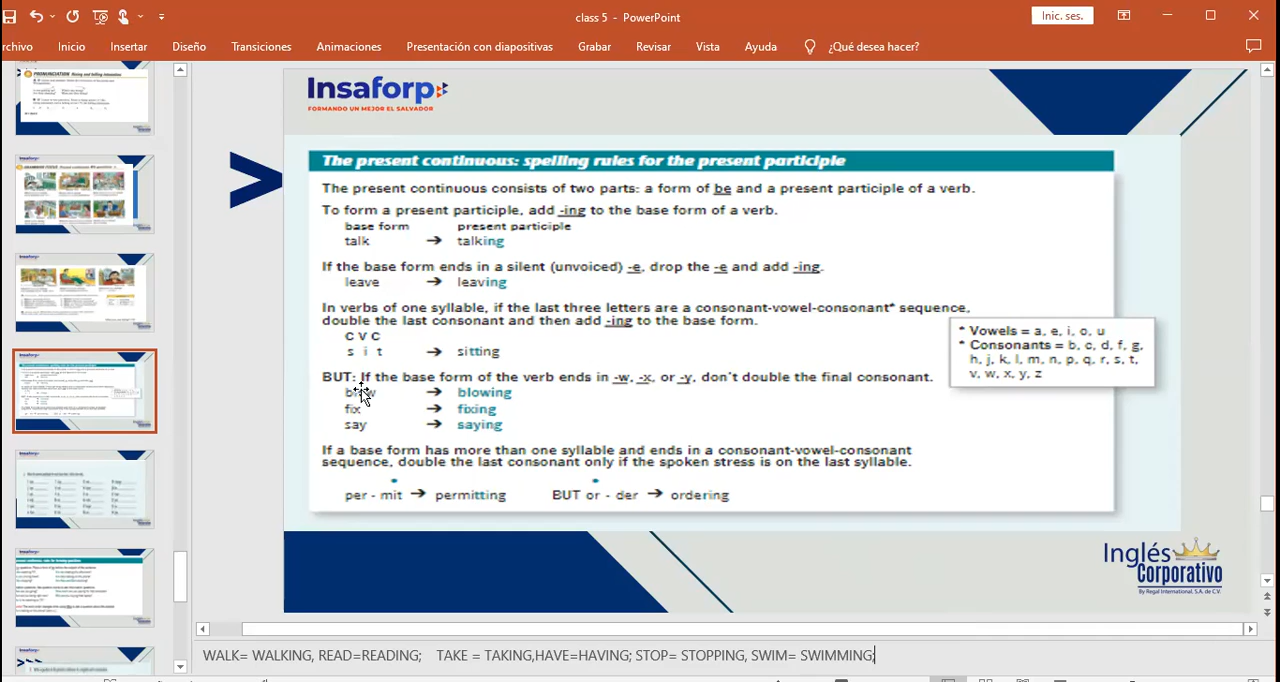 class 5 - PowerPoint
Inic. ses.
rchivo Inicio Insertar Diseño Transiciones Animaciones Presentación con diapositivas Grabar Revisar Vista Ayuda ¿Qué desea hacer?
Insaforp
FORMANDO UN MEJOR EL SALVADOR
The present continuous: spelling rules for the present participle
The present continuous consists of two parts: a form of be and a present participle of a verb.
To form a present participle, add -ing to the base form of a verb.
base form present participle
talk → talking
If the base form ends in a silent (unvoiced) -e, drop the -e and add -ing.
leave → leaving
In verbs of one syllable, if the last three letters are a consonant-vowel-consonant* sequence,
double the last consonant and then add -ing to the base form.
C V C
s i t → sitting
* Vowels = a, e, i, o, u
* Consonants = b, c, d, f, g,
h, j, k, l, m, n, p, q, r, s, t,
v, w, x, y, z
BUT: If the base form of the verb ends in -w, -x, or -y, don't double the final consonant.
blow → blowing
fix → fixing
say → saying
If a base form has more than one syllable and ends in a consonant-vowel-consonant
sequence, double the last consonant only if the spoken stress is on the last syllable.
per - mit → permitting BUT or - der → ordering
Inglés
Corporativo
By Regal International, S.A. de C.V.
WALK= WALKING, READ=READING; TAKE = TAKING,HAVE=HAVING; STOP= STOPPING, SWIM= SWIMMING;